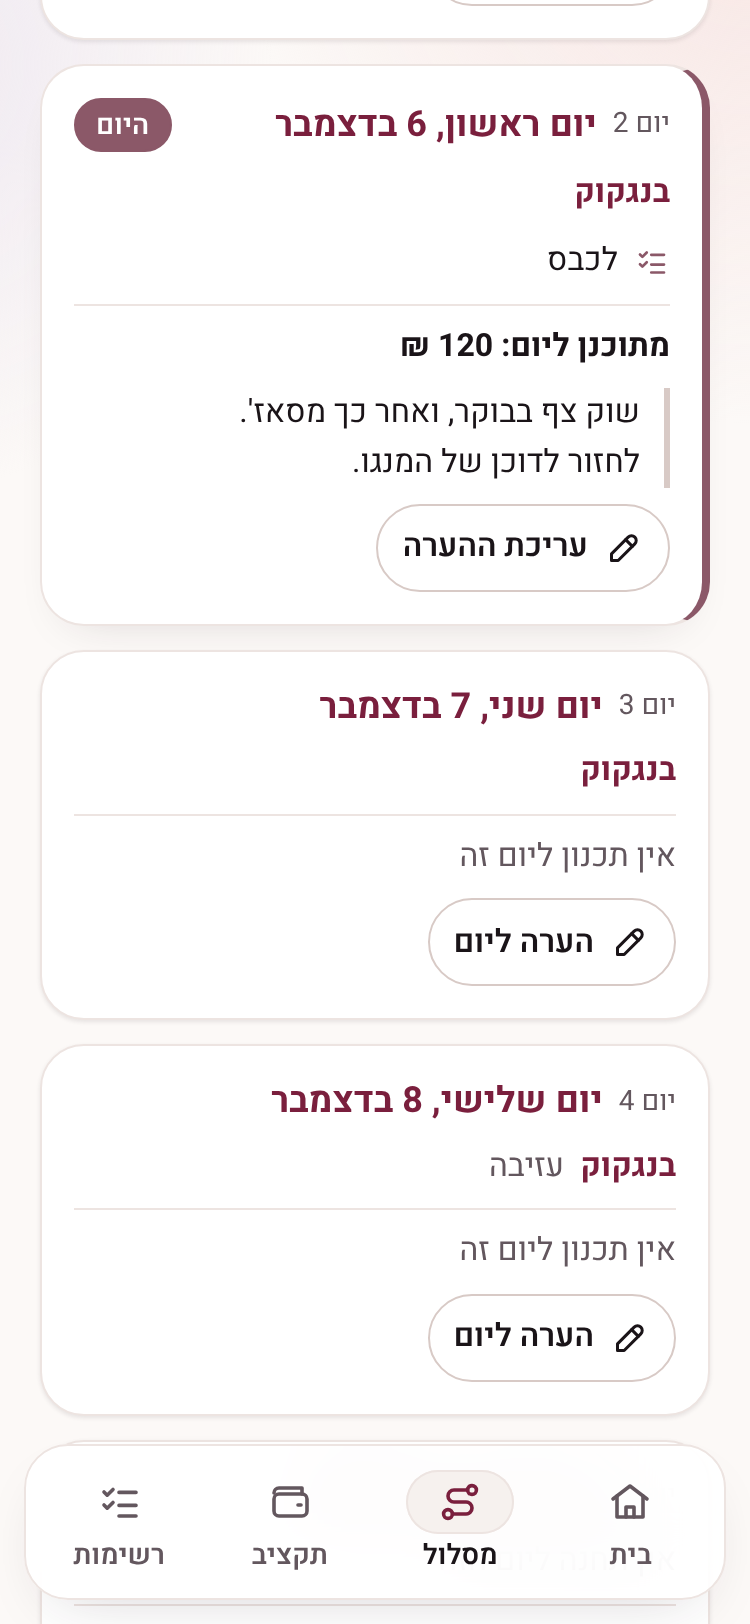 יום 2 יום ראשון, 6 בדצמבר היום
בנגקוק
לכבס
מתוכנן ליום: 120 ₪
שוק צף בבוקר, ואחר כך מסאז'.
לחזור לדוכן של המנגו.
עריכת ההערה
יום 3 יום שני, 7 בדצמבר
בנגקוק
אין תכנון ליום זה
הערה ליום
יום 4 יום שלישי, 8 בדצמבר
בנגקוק עזיבה
אין תכנון ליום זה
הערה ליום
בית מסלול תקציב רשימות